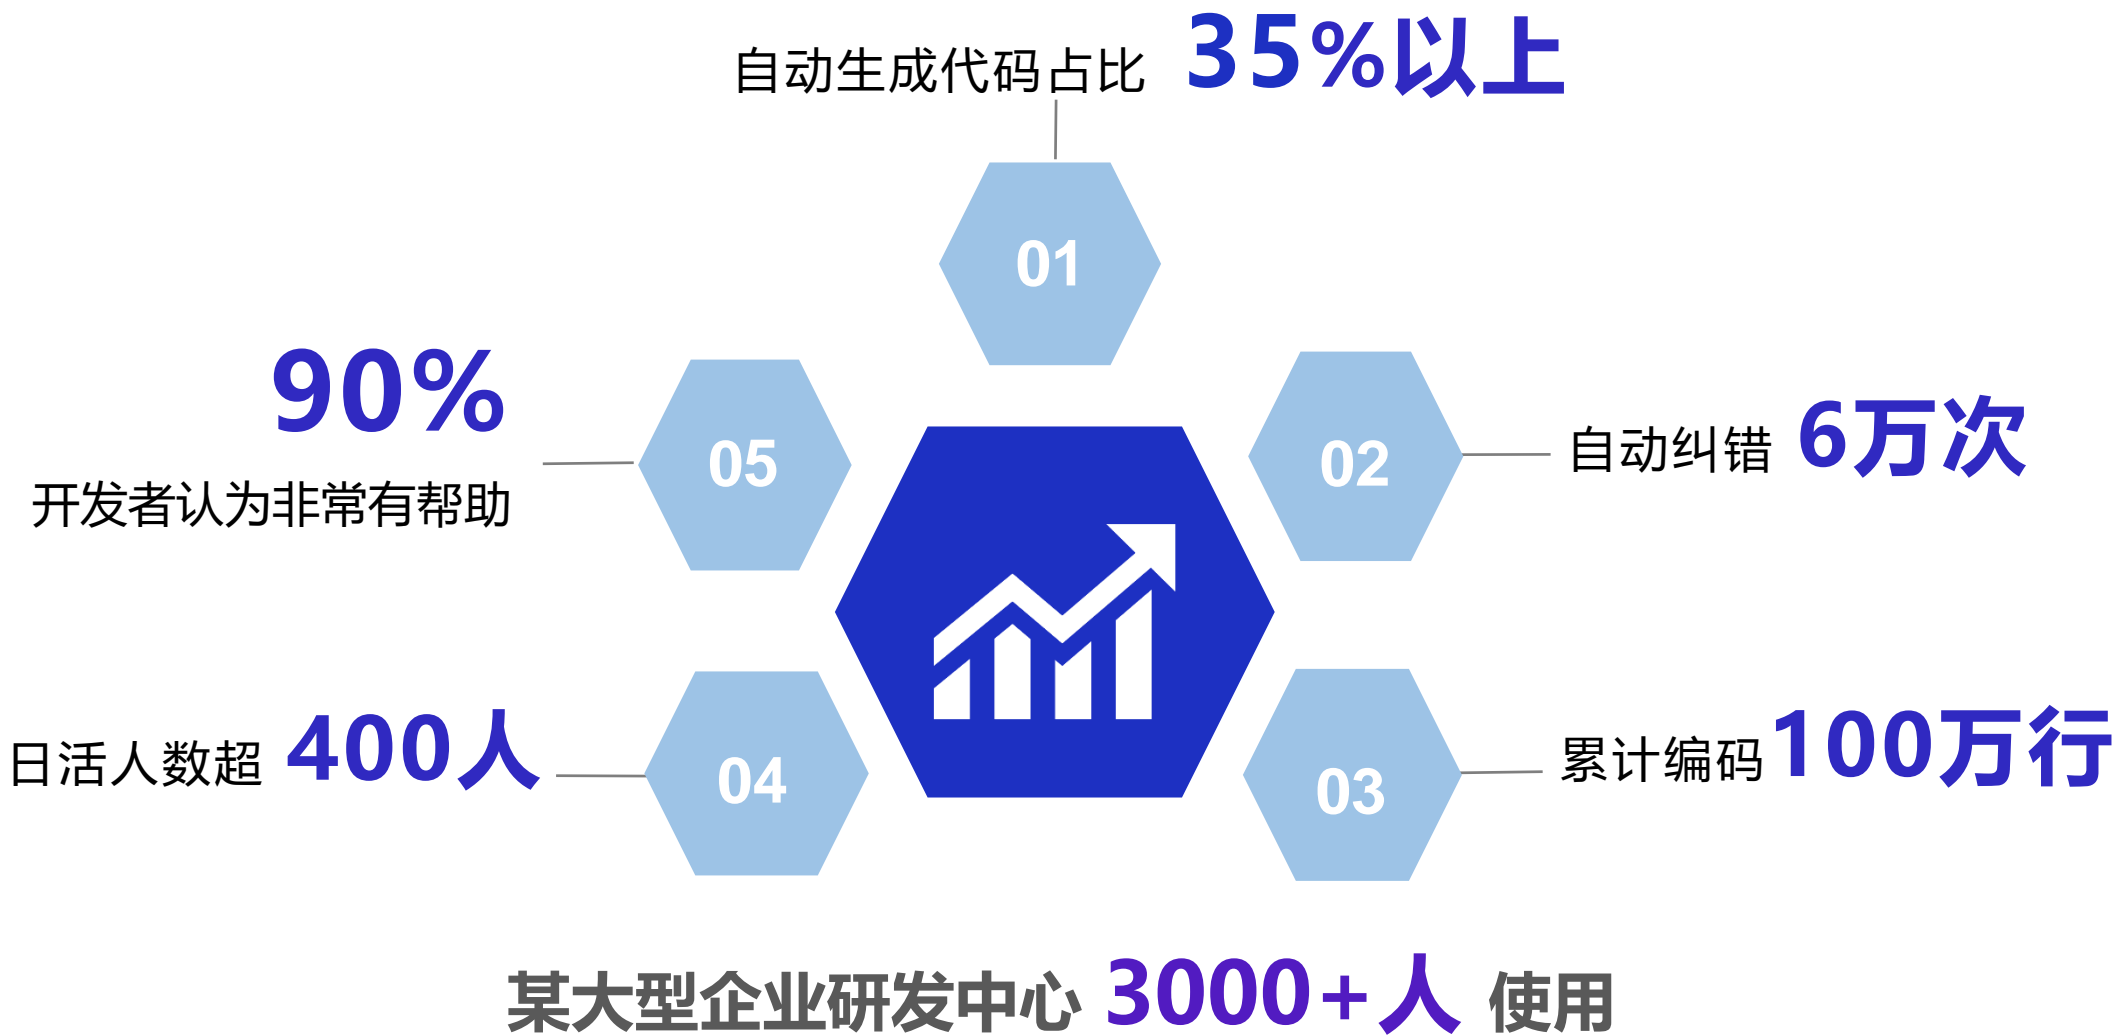 自动生成代码占比 35%以上
01
90%
开发者认为非常有帮助
05
02
自动纠错 6万次
日活人数超 400人
04
03
累计编码100万行
某大型企业研发中心 3000+人 使用